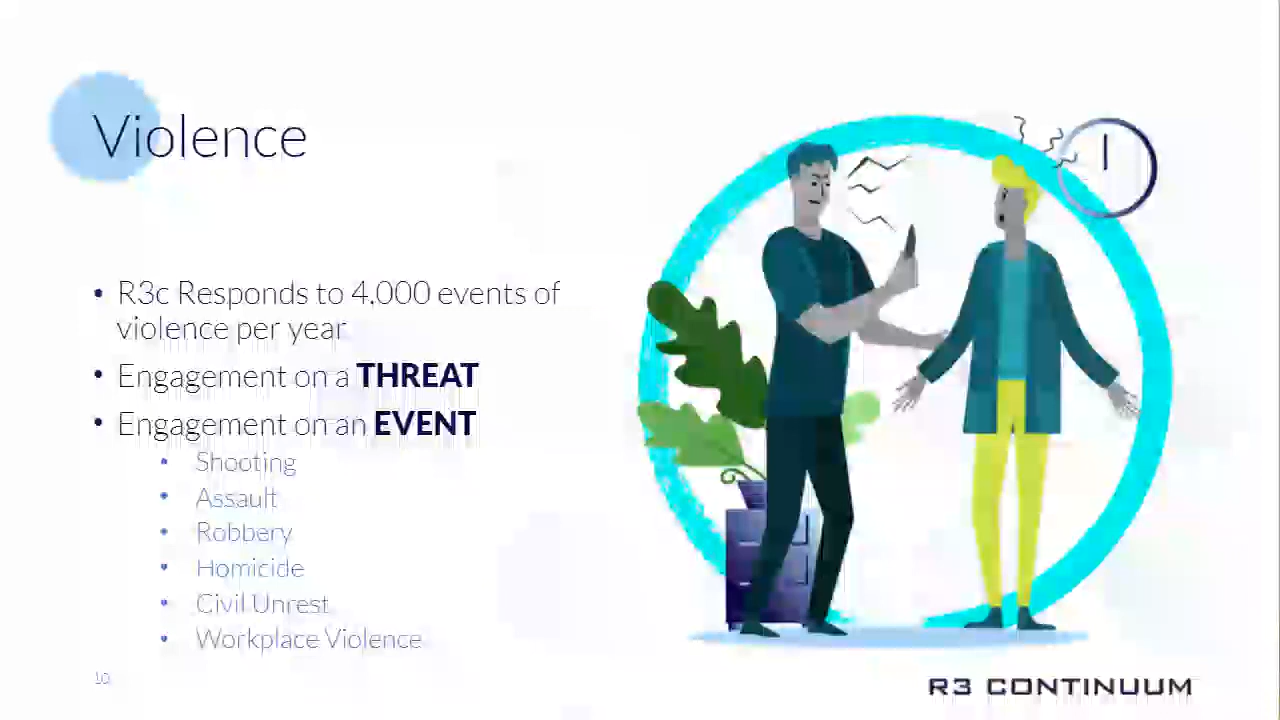 Violence
• R3c Responds to 4,000 events of
violence per year
• Engagement on a THREAT
• Engagement on an EVENT
• Shooting
• Assault
• Robbery
• Homicide
• Civil Unrest
• Workplace Violence
10
R3 CONTINUUM